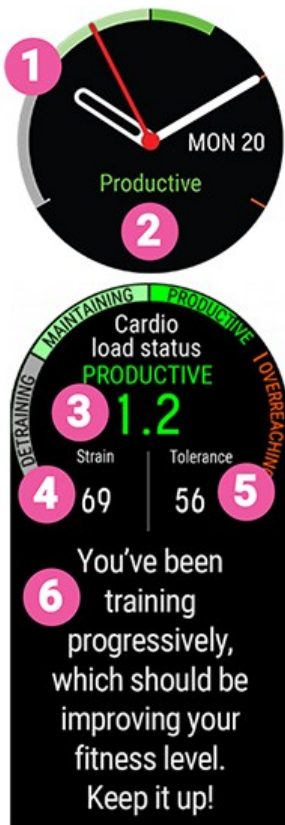 1
MON 20
Productive
2
DETRAINING
MAINTAINING
PRODUCTIVE
OVERREACHING
Cardio
load status
PRODUCTIVE
3
1.2
Strain
Tolerance
4
69
56
5
You've been
6
training
progressively,
which should be
improving your
fitness level.
Keep it up!